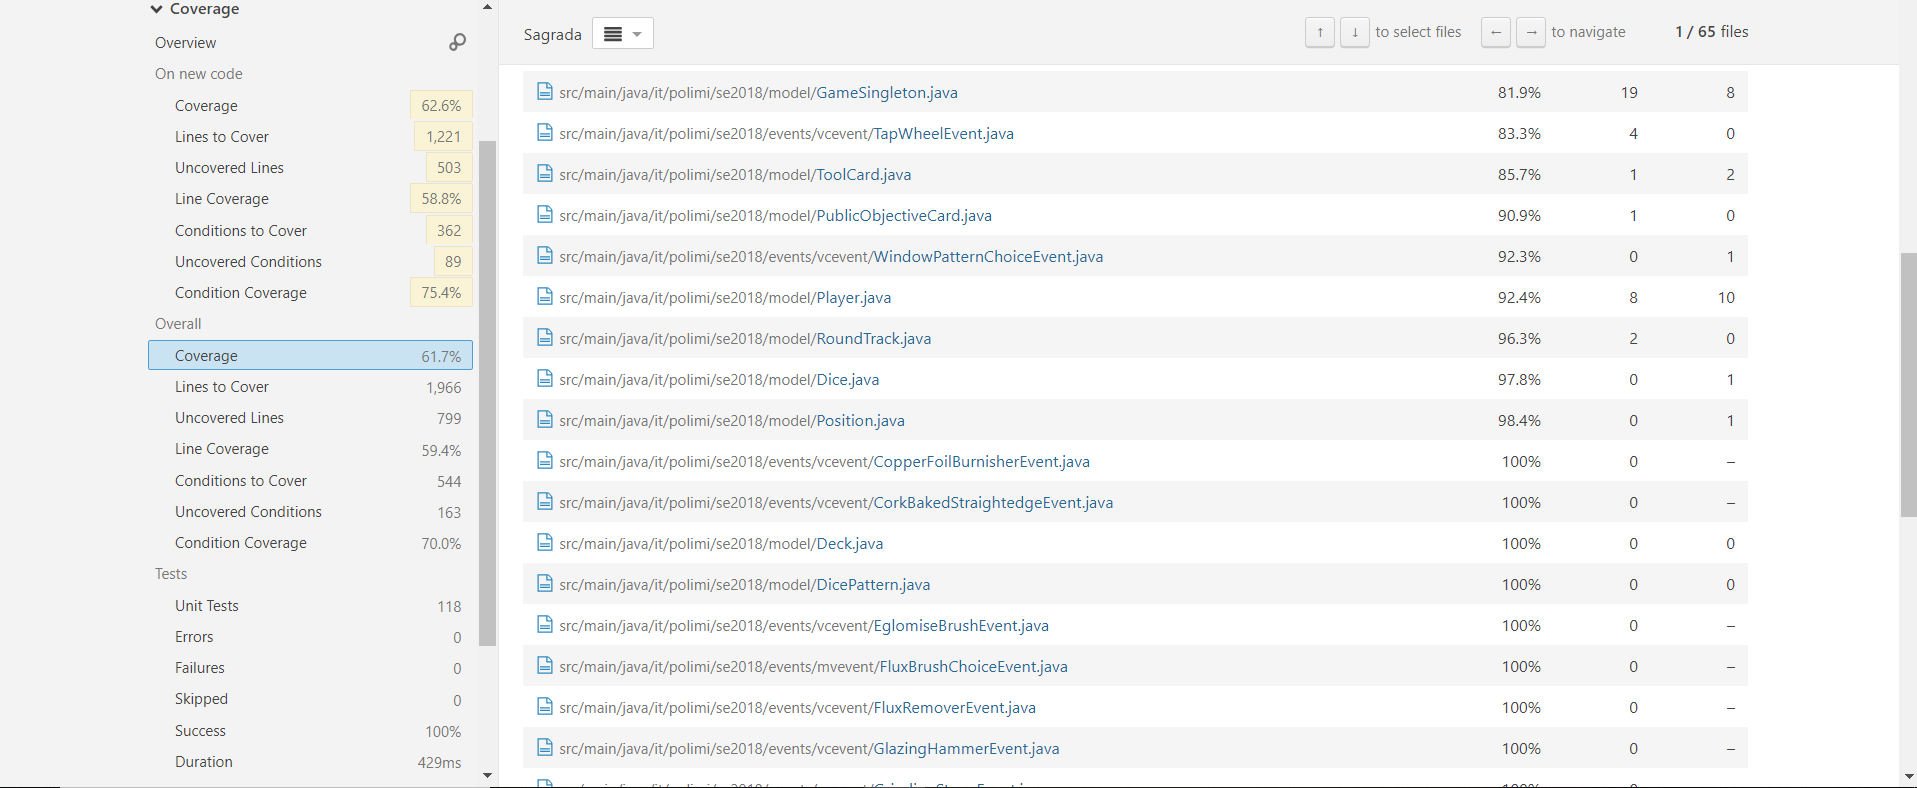 Coverage
Overview
On new code
Coverage 62.6%
Lines to Cover 1,221
Uncovered Lines 503
Line Coverage 58.8%
Conditions to Cover 362
Uncovered Conditions 89
Condition Coverage 75.4%
Overall
Coverage 61.7%
Lines to Cover 1,966
Uncovered Lines 799
Line Coverage 59.4%
Conditions to Cover 544
Uncovered Conditions 163
Condition Coverage 70.0%
Tests
Unit Tests 118
Errors 0
Failures 0
Skipped 0
Success 100%
Duration 429ms
Sagrada ↑ ↓ to select files ← → to navigate 1 / 65 files
src/main/java/it/polimi/se2018/model/GameSingleton.java 81.9% 19 8
src/main/java/it/polimi/se2018/events/vcevent/TapWheelEvent.java 83.3% 4 0
src/main/java/it/polimi/se2018/model/ToolCard.java 85.7% 1 2
src/main/java/it/polimi/se2018/model/PublicObjectiveCard.java 90.9% 1 0
src/main/java/it/polimi/se2018/events/vcevent/WindowPatternChoiceEvent.java 92.3% 0 1
src/main/java/it/polimi/se2018/model/Player.java 92.4% 8 10
src/main/java/it/polimi/se2018/model/RoundTrack.java 96.3% 2 0
src/main/java/it/polimi/se2018/model/Dice.java 97.8% 0 1
src/main/java/it/polimi/se2018/model/Position.java 98.4% 0 1
src/main/java/it/polimi/se2018/events/vcevent/CopperFoilBurnisherEvent.java 100% 0 –
src/main/java/it/polimi/se2018/events/vcevent/CorkBakedStraightedgeEvent.java 100% 0 –
src/main/java/it/polimi/se2018/model/Deck.java 100% 0 0
src/main/java/it/polimi/se2018/model/DicePattern.java 100% 0 0
src/main/java/it/polimi/se2018/events/vcevent/EglomiseBrushEvent.java 100% 0 –
src/main/java/it/polimi/se2018/events/mvevent/FluxBrushChoiceEvent.java 100% 0 –
src/main/java/it/polimi/se2018/events/vcevent/FluxRemoverEvent.java 100% 0 –
src/main/java/it/polimi/se2018/events/vcevent/GlazingHammerEvent.java 100% 0 –